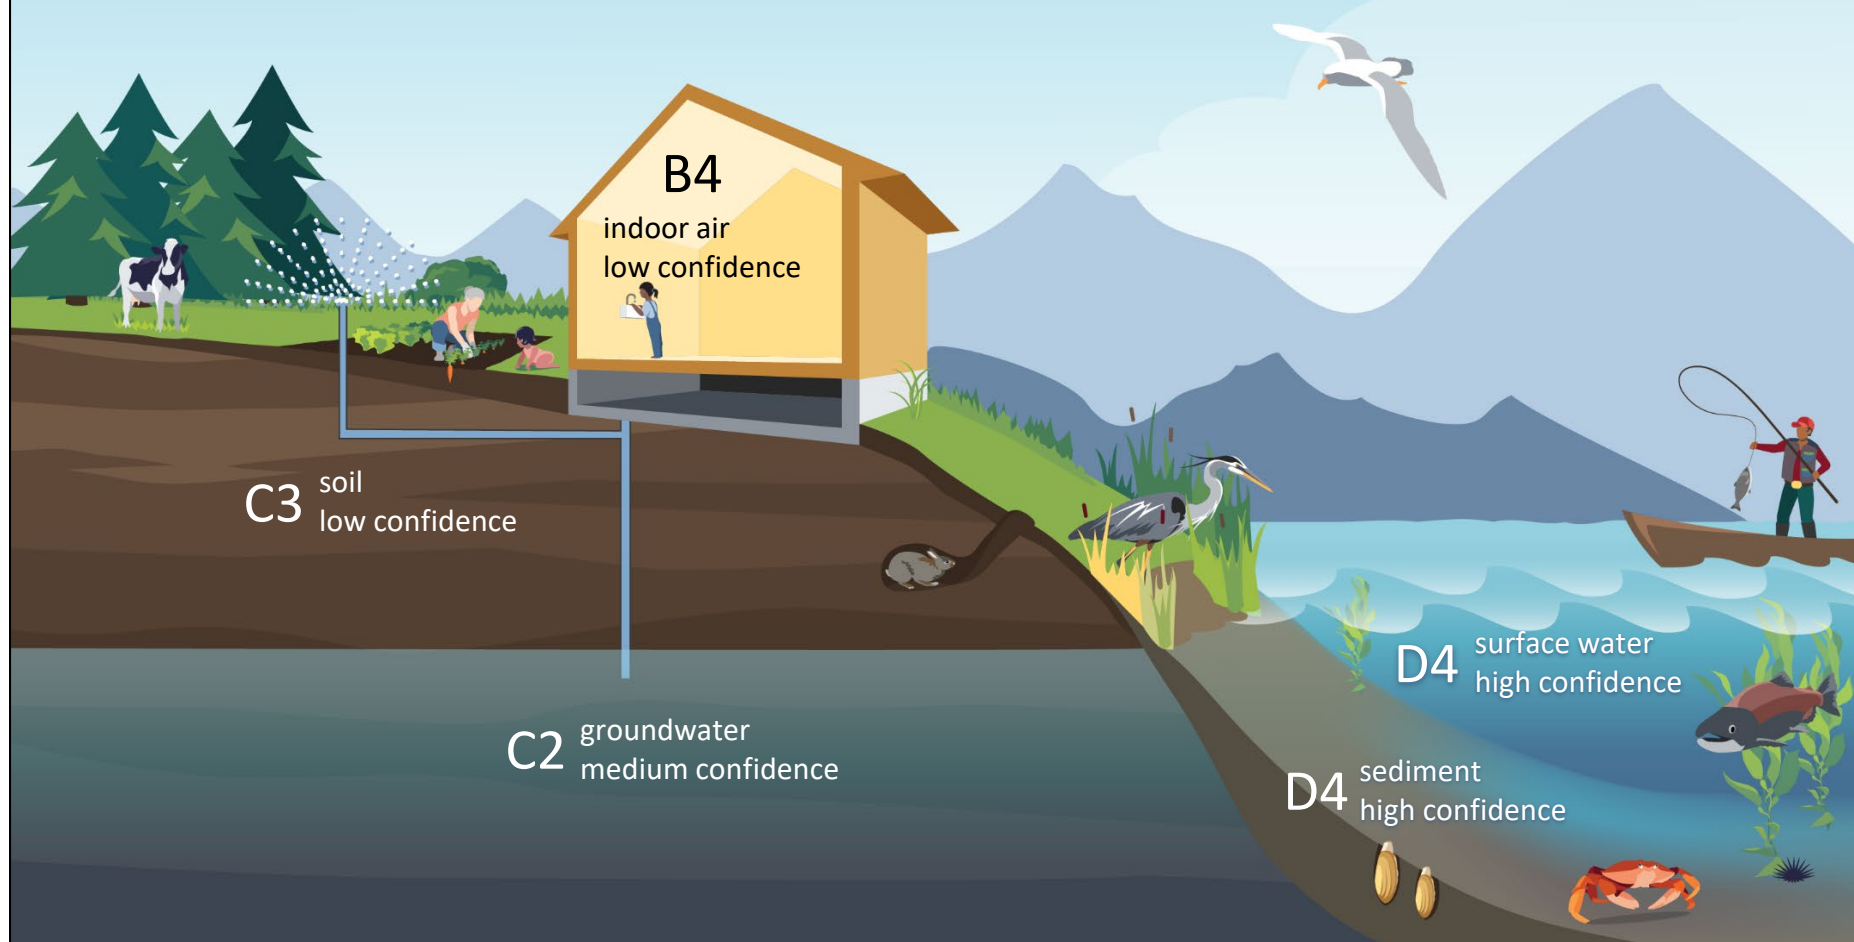 B4
indoor air
low confidence
C3
soil
low confidence
C2
groundwater
medium confidence
D4
surface water
high confidence
D4
sediment
high confidence